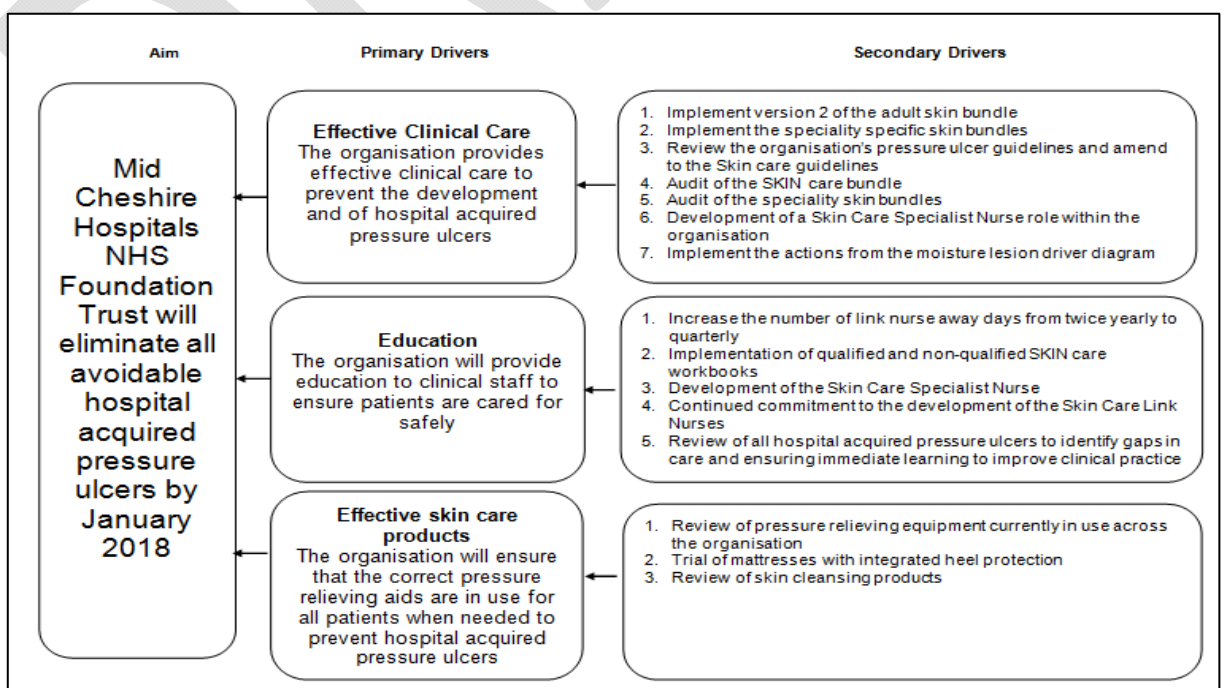 Aim
Primary Drivers
Secondary Drivers
Mid
Cheshire
Hospitals
NHS
Foundation
Trust will
eliminate all
avoidable
hospital
acquired
pressure
ulcers by
January
2018
Effective Clinical Care
The organisation provides
effective clinical care to
prevent the development
and of hospital acquired
pressure ulcers
1. Implement version 2 of the adult skin bundle
2. Implement the speciality specific skin bundles
3. Review the organisation's pressure ulcer guidelines and amend
to the Skin care guidelines
4. Audit of the SKIN care bundle
5. Audit of the speciality skin bundles
6. Development of a Skin Care Specialist Nurse role within the
organisation
7. Implement the actions from the moisture lesion driver diagram
Education
The organisation will provide
education to clinical staff to
ensure patients are cared for
safely
1. Increase the number of link nurse away days from twice yearly to
quarterly
2. Implementation of qualified and non-qualified SKIN care
workbooks
3. Development of the Skin Care Specialist Nurse
4. Continued commitment to the development of the Skin Care Link
Nurses
5. Review of all hospital acquired pressure ulcers to identify gaps in
care and ensuring immediate learning to improve clinical practice
Effective skin care
products
The organisation will ensure
that the correct pressure
relieving aids are in use for
all patients when needed to
prevent hospital acquired
pressure ulcers
1. Review of pressure relieving equipment currently in use across
the organisation
2. Trial of mattresses with integrated heel protection
3. Review of skin cleansing products